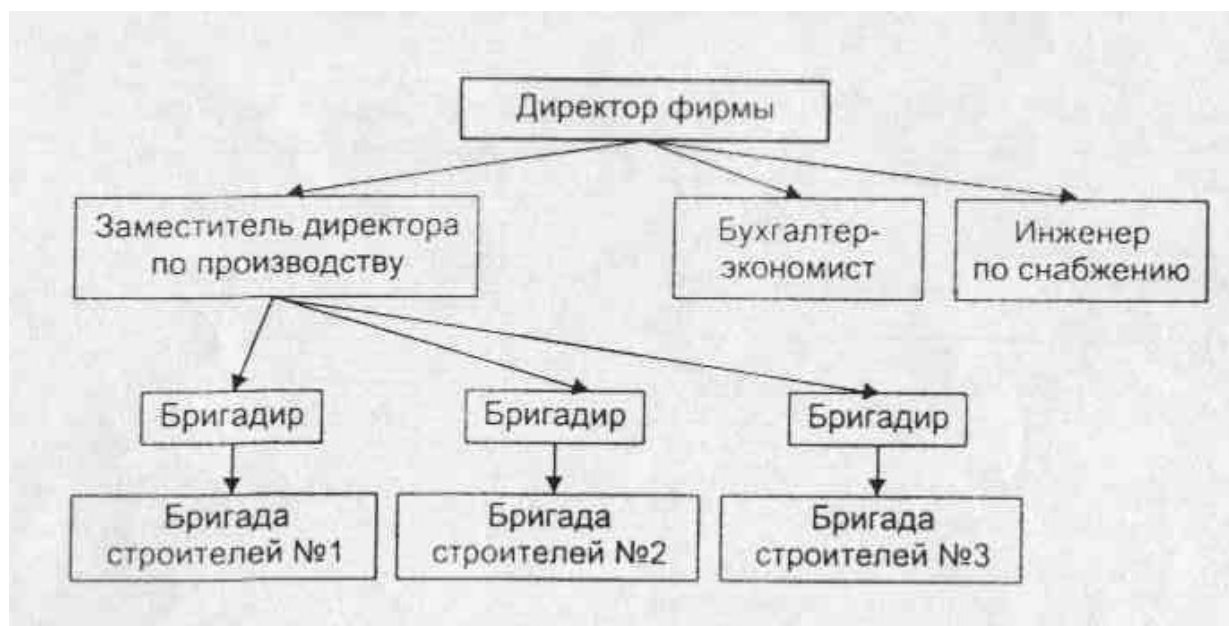 Директор фирмы
Заместитель директора
по производству
Бухгалтер-
экономист
Инженер
по снабжению
Бригадир
Бригадир
Бригадир
Бригада
строителей №1
Бригада
строителей №2
Бригада
строителей №3